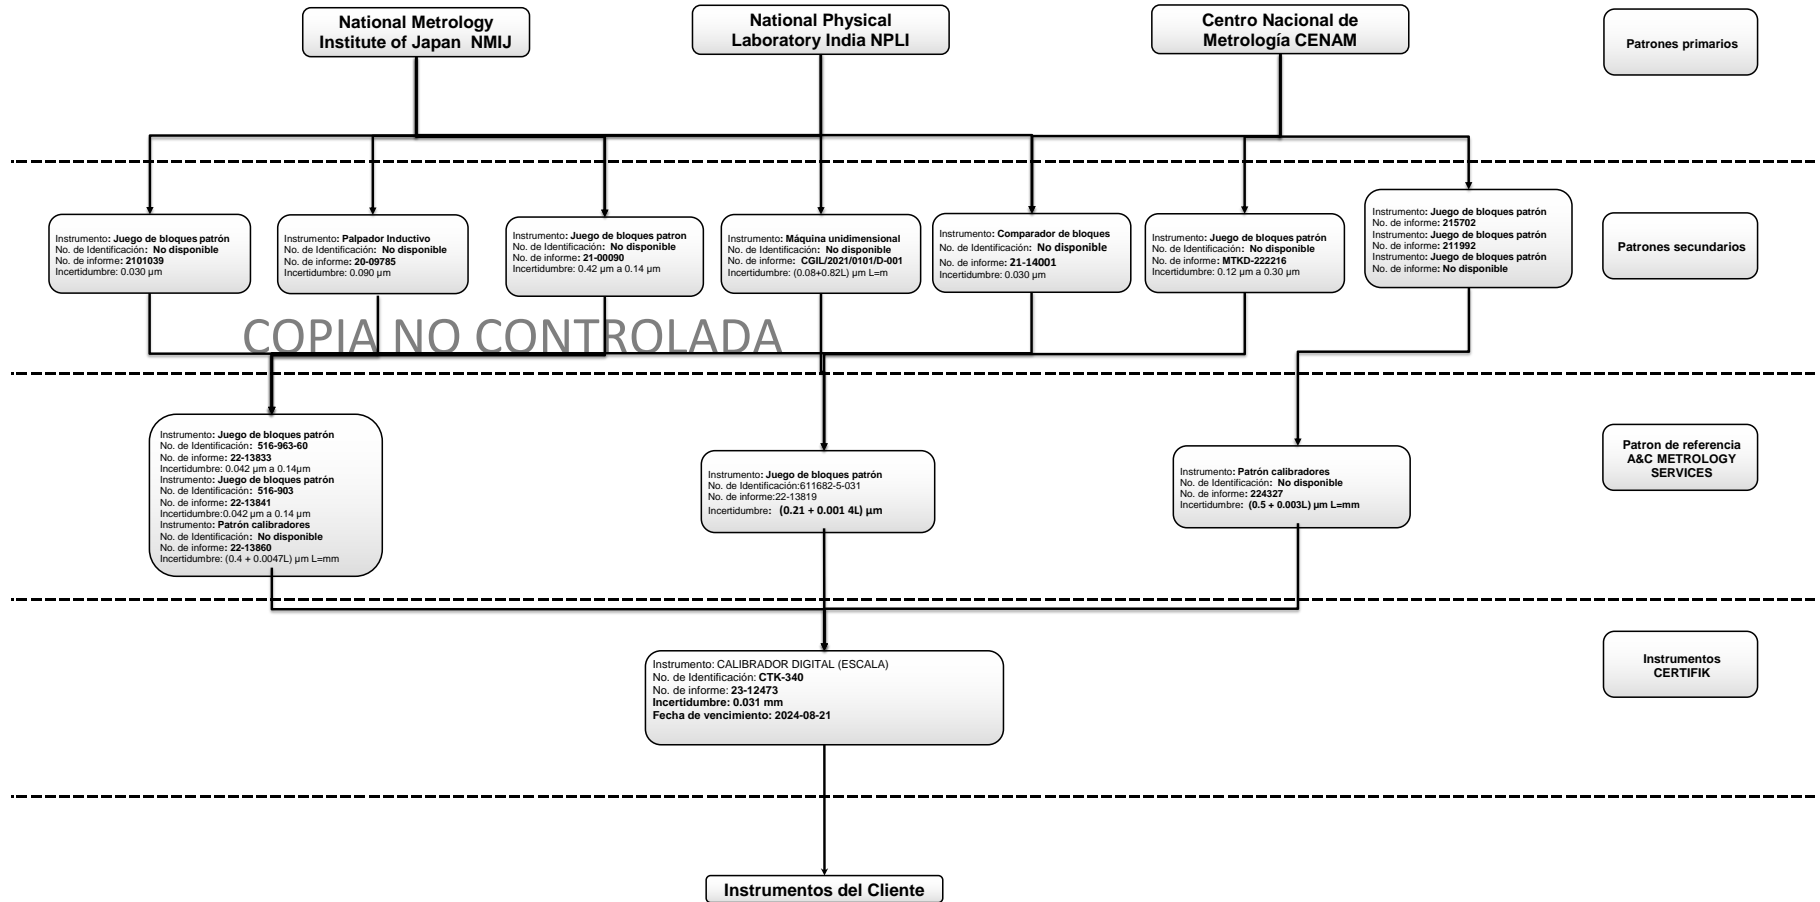 National Metrology
Institute of Japan  NMIJ
National Physical
Laboratory India NPLI
Centro Nacional de
Metrología CENAM
Patrones primarios
Instrumento: Juego de bloques patrón
No. de Identificación:  No disponible
No. de informe: 2101039
Incertidumbre: 0.030 µm
Instrumento: Palpador Inductivo
No. de Identificación:  No disponible
No. de informe: 20-09785
Incertidumbre: 0.090 µm
Instrumento: Juego de bloques patron
No. de Identificación:  No disponible
No. de informe: 21-00090
Incertidumbre: 0.42 µm a 0.14 µm
Instrumento: Máquina unidimensional
No. de Identificación:  No disponible
No. de informe:  CGIL/2021/0101/D-001
Incertidumbre: (0.08+0.82L) µm L=m
Instrumento: Comparador de bloques
No. de Identificación:  No disponible
No. de informe: 21-14001
Incertidumbre: 0.030 µm
Instrumento: Juego de bloques patrón
No. de Identificación:  No disponible
No. de informe: MTKD-222216
Incertidumbre: 0.12 µm a 0.30 µm
Instrumento: Juego de bloques patrón
No. de informe: 215702
Instrumento: Juego de bloques patrón
No. de informe: 211992
Instrumento: Juego de bloques patrón
No. de informe: No disponible
Patrones secundarios
COPIA NO CONTROLADA
Instrumento: Juego de bloques patrón
No. de Identificación:  516-963-60
No. de informe: 22-13833
Incertidumbre: 0.042 µm a 0.14µm
Instrumento: Juego de bloques patrón
No. de Identificación:  516-903
No. de informe: 22-13841
Incertidumbre:0.042 µm a 0.14 µm
Instrumento: Patrón calibradores
No. de Identificación:  No disponible
No. de informe: 22-13860
Incertidumbre: (0.4 + 0.0047L) µm L=mm
Instrumento: Juego de bloques patrón
No. de Identificación:611682-5-031
No. de informe:22-13819
Incertidumbre:  (0.21 + 0.001 4L) µm
Instrumento: Patrón calibradores
No. de Identificación:  No disponible
No. de informe: 224327
Incertidumbre:  (0.5 + 0.003L) µm L=mm
Patron de referencia
A&C METROLOGY
SERVICES
Instrumento: CALIBRADOR DIGITAL (ESCALA)
No. de Identificación: CTK-340
No. de informe: 23-12473
Incertidumbre: 0.031 mm
Fecha de vencimiento: 2024-08-21
Instrumentos
CERTIFIK
Instrumentos del Cliente